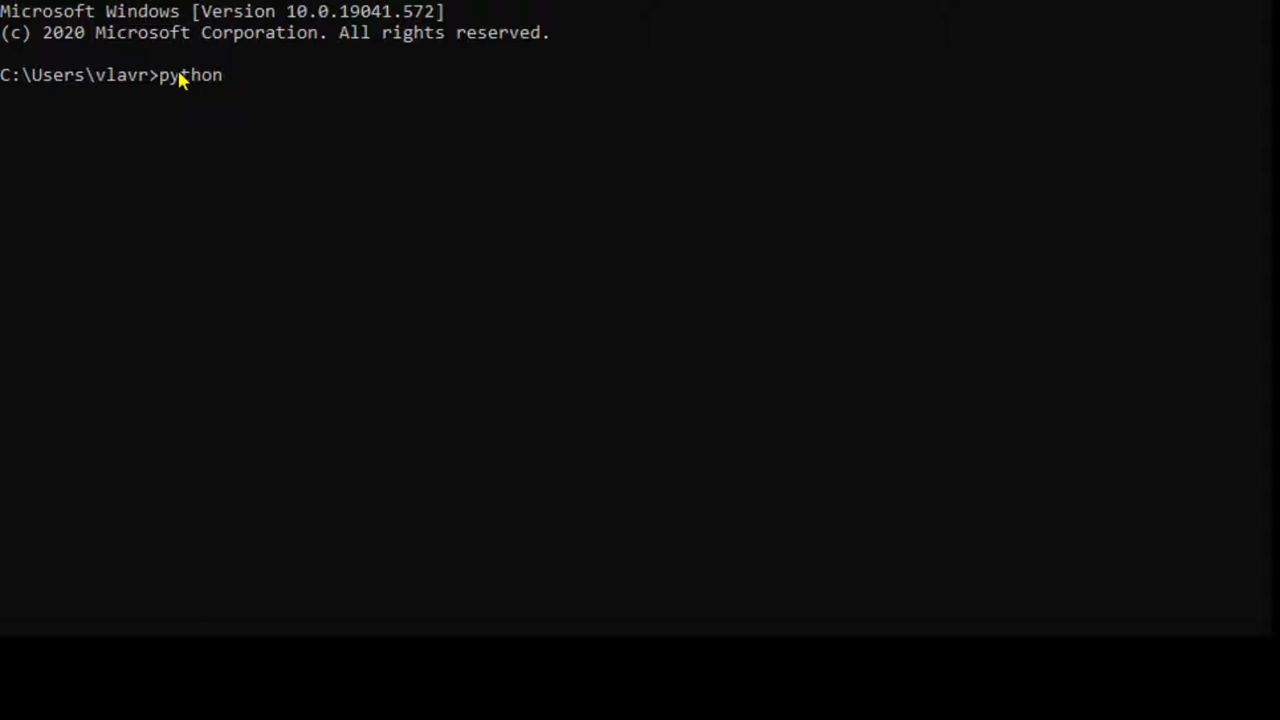 Microsoft Windows [Version 10.0.19041.572]
(c) 2020 Microsoft Corporation. All rights reserved.
C:\Users\vlavr>python